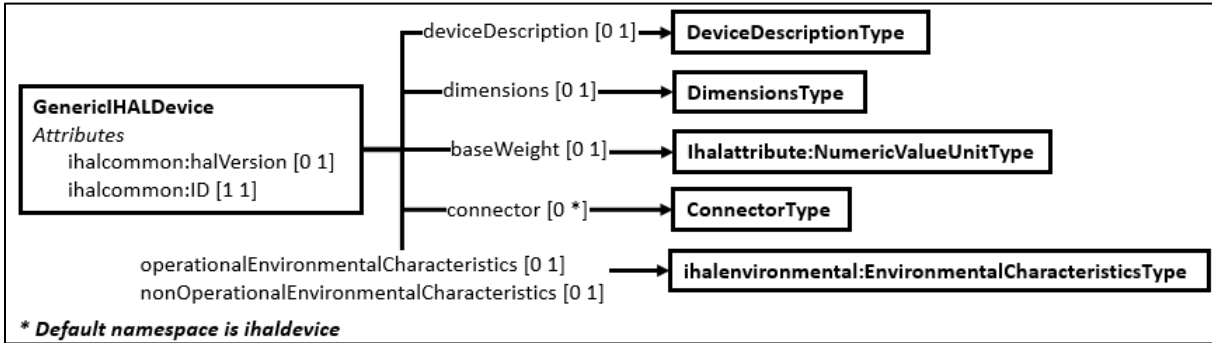 deviceDescription [0 1]
DeviceDescriptionType
GenericIHALDevice
Attributes
ihalcommon:halVersion [0 1]
ihalcommon:ID [1 1]
dimensions [0 1]
DimensionsType
baseWeight [0 1]
Ihalattribute:NumericValueUnitType
connector [0 *]
ConnectorType
operationalEnvironmentalCharacteristics [0 1]
nonOperationalEnvironmentalCharacteristics [0 1]
ihalenvironmental:EnvironmentalCharacteristicsType
* Default namespace is ihaldevice